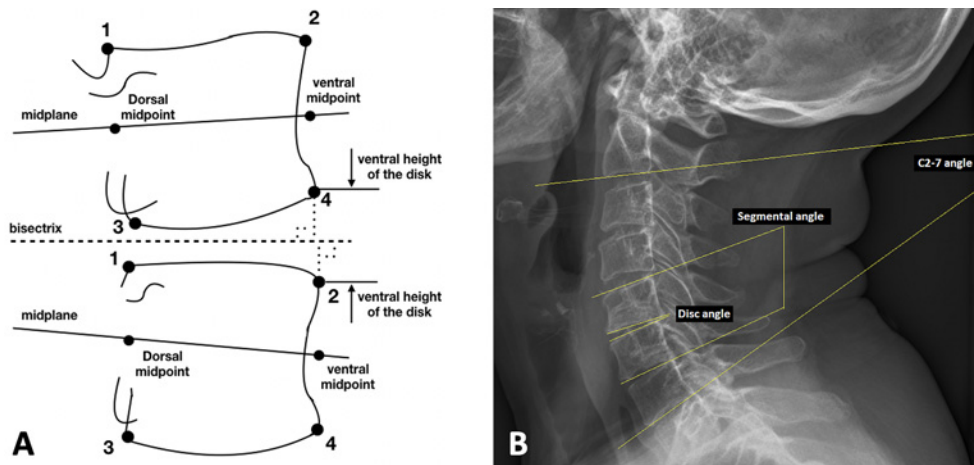 1
2
ventral
midpoint
Dorsal
midpoint
midplane
ventral height
of the disk
4
3
bisectrix
1
2
ventral height
of the disk
midplane
Dorsal
midpoint
ventral
midpoint
3
4
A
C2-7 angle
Segmental angle
Disc angle
B